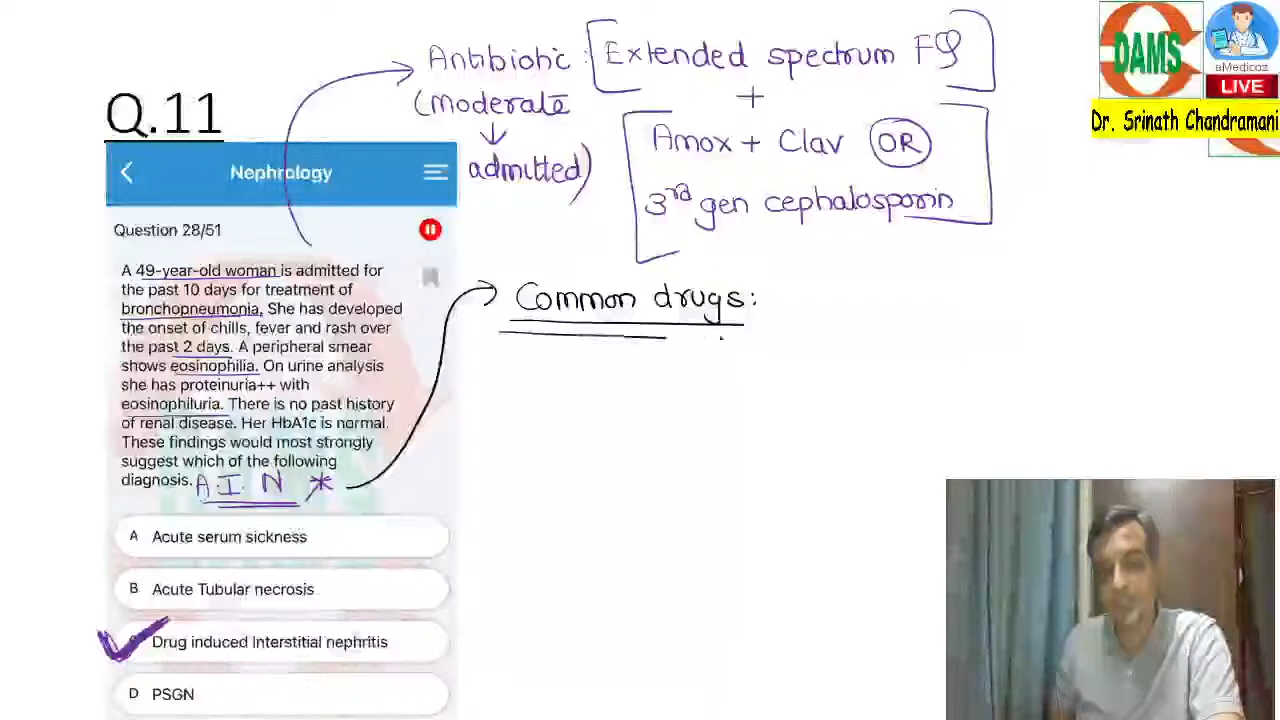 Antibiotic : Extended spectrum FQ
(moderate
+
Amox + Clav OR
admitted)
3rd gen cephalosporin
DAMS
eMedicoz
LIVE
Dr. Srinath Chandramani
Q.11
Nephrology
Question 28/51
A 49-year-old woman is admitted for
the past 10 days for treatment of
bronchopneumonia, She has developed
the onset of chills, fever and rash over
the past 2 days. A peripheral smear
shows eosinophilia. On urine analysis
she has proteinuria++ with
eosinophiluria. There is no past history
of renal disease. Her HbA1c is normal.
These findings would most strongly
suggest which of the following
diagnosis. A.I. N *
Common drugs:
A Acute serum sickness
B Acute Tubular necrosis
Drug induced Interstitial nephritis
D PSGN